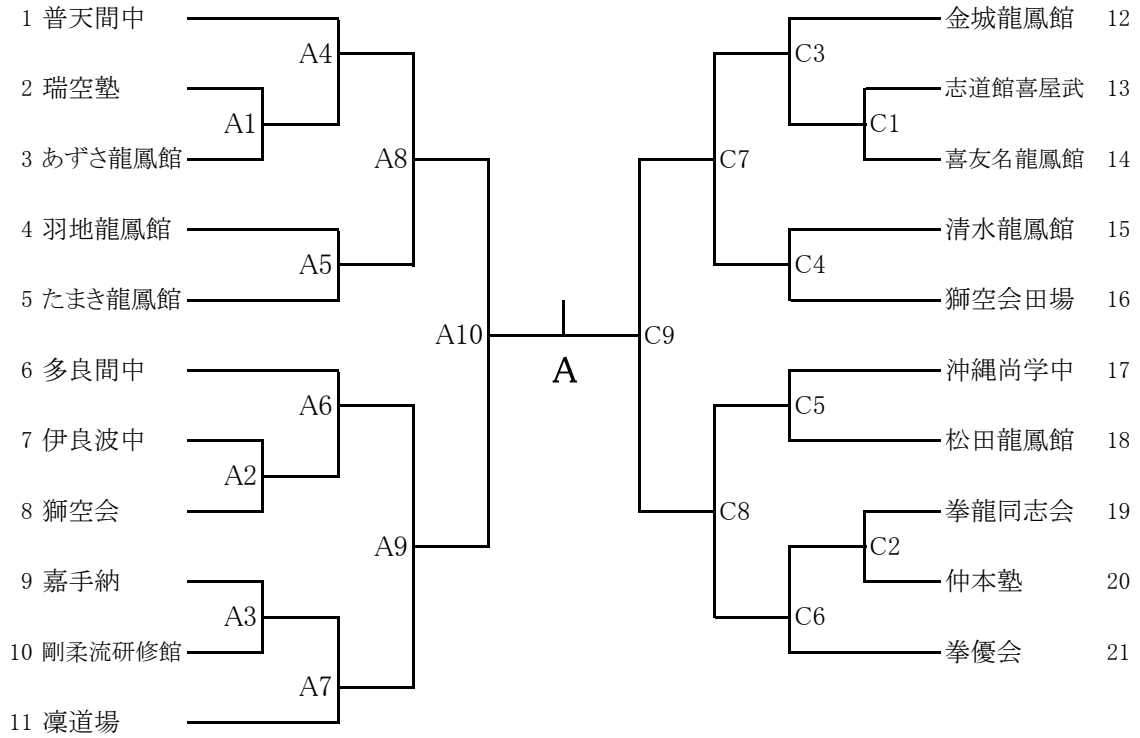 1 普天間中
A4
2 瑞空塾
A1
3 あずさ龍鳳館
A8
4 羽地龍鳳館
A5
5 たまき龍鳳館
A10
6 多良間中
A6
7 伊良波中
A2
8 獅空会
A9
9 嘉手納
A3
10 剛柔流研修館
A7
11 凜道場
A
金城龍鳳館 12
C3
志道館喜屋武 13
C1
喜友名龍鳳館 14
C7
清水龍鳳館 15
C4
獅空会田場 16
C9
沖縄尚学中 17
C5
松田龍鳳館 18
C8
拳龍同志会 19
C2
仲本塾 20
C6
拳優会 21